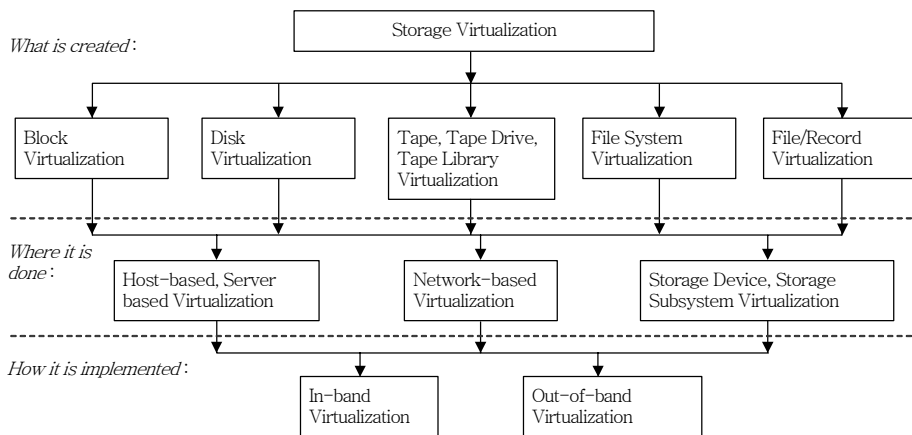 Storage Virtualization
What is created:
Block
Virtualization
Disk
Virtualization
Tape, Tape Drive,
Tape Library
Virtualization
File System
Virtualization
File/Record
Virtualization
Where it is
done:
Host-based, Server
based Virtualization
Network-based
Virtualization
Storage Device, Storage
Subsystem Virtualization
How it is implemented:
In-band
Virtualization
Out-of-band
Virtualization